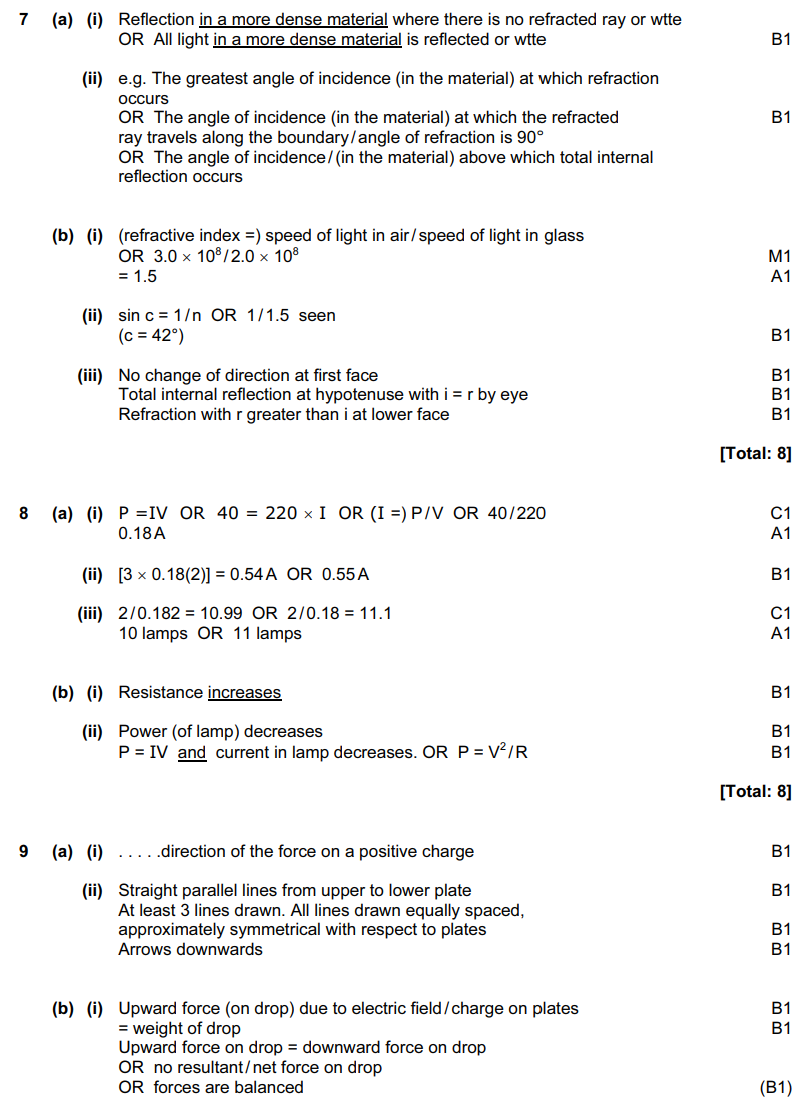 7 (a) (i) Reflection in a more dense material where there is no refracted ray or wtte
OR All light in a more dense material is reflected or wtte B1
(ii) e.g. The greatest angle of incidence (in the material) at which refraction
occurs
OR The angle of incidence (in the material) at which the refracted B1
ray travels along the boundary/angle of refraction is 90°
OR The angle of incidence/(in the material) above which total internal
reflection occurs
(b) (i) (refractive index =) speed of light in air/speed of light in glass
OR 3.0 × 10⁸/2.0 × 10⁸ M1
= 1.5 A1
(ii) sin c = 1/n OR 1/1.5 seen
(c = 42°) B1
(iii) No change of direction at first face B1
Total internal reflection at hypotenuse with i = r by eye B1
Refraction with r greater than i at lower face B1
[Total: 8]
8 (a) (i) P =IV OR 40 = 220 × I OR (I =) P/V OR 40/220 C1
0.18A A1
(ii) [3 × 0.18(2)] = 0.54A OR 0.55A B1
(iii) 2/0.182 = 10.99 OR 2/0.18 = 11.1 C1
10 lamps OR 11 lamps A1
(b) (i) Resistance increases B1
(ii) Power (of lamp) decreases B1
P = IV and current in lamp decreases. OR P = V²/R B1
[Total: 8]
9 (a) (i) . . . . .direction of the force on a positive charge B1
(ii) Straight parallel lines from upper to lower plate B1
At least 3 lines drawn. All lines drawn equally spaced,
approximately symmetrical with respect to plates B1
Arrows downwards B1
(b) (i) Upward force (on drop) due to electric field/charge on plates B1
= weight of drop B1
Upward force on drop = downward force on drop
OR no resultant/net force on drop
OR forces are balanced (B1)